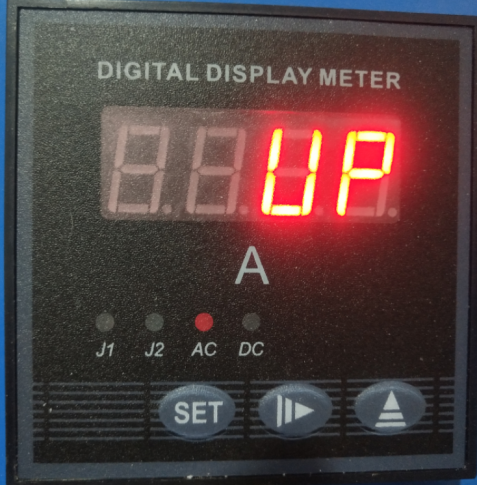 DIGITAL DISPLAY METER
UP
A
J1 J2 AC DC
SET